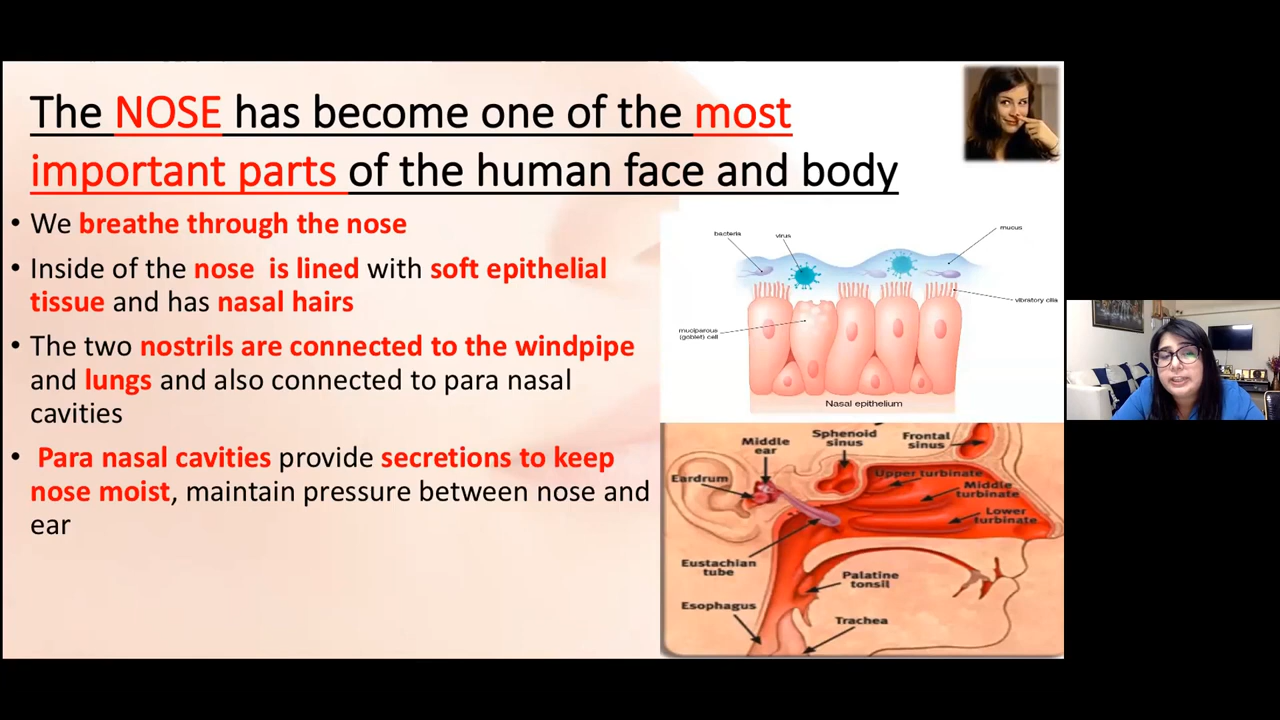 The NOSE has become one of the most
important parts of the human face and body
• We breathe through the nose
• Inside of the nose is lined with soft epithelial
tissue and has nasal hairs
• The two nostrils are connected to the windpipe
and lungs and also connected to para nasal
cavities
• Para nasal cavities provide secretions to keep
nose moist, maintain pressure between nose and
ear
bacteria
virus
mucus
vibratory cilia
muciparous
(goblet) cell
Nasal epithelium
Middle
ear
Sphenoid
sinus
Frontal
sinus
Eardrum
Upper turbinate
Middle
turbinate
Lower
turbinate
Eustachian
tube
Palatine
tonsil
Esophagus
Trachea